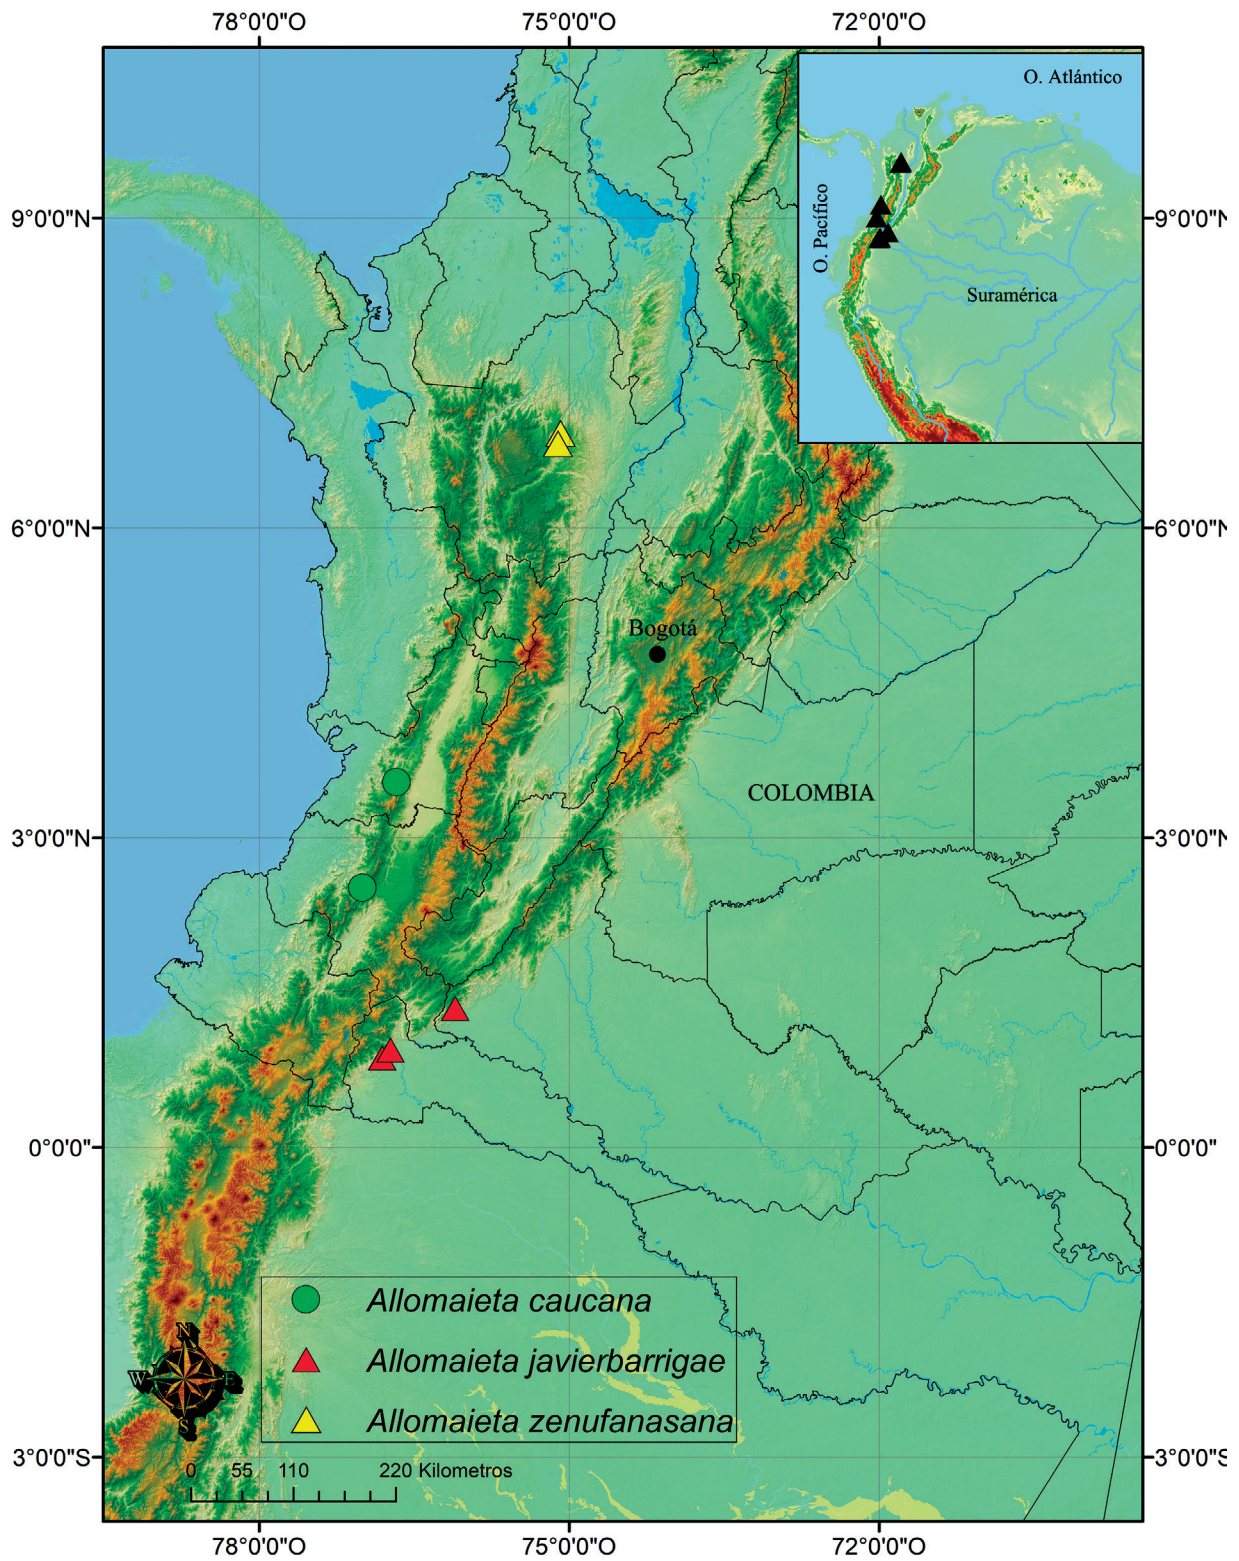 78°0'0"O 75°0'0"O 72°0'0"O
O. Atlántico
O. Pacífico
Suramérica
9°0'0"N 9°0'0"N
6°0'0"N 6°0'0"N
Bogotá
COLOMBIA
3°0'0"N 3°0'0"N
0°0'0" 0°0'0"
Allomaieta caucana
Allomaieta javierbarrigae
Allomaieta zenufanasana
N
W E
S
3°0'0"S 3°0'0"S
0 55 110 220 Kilometros
78°0'0"O 75°0'0"O 72°0'0"O